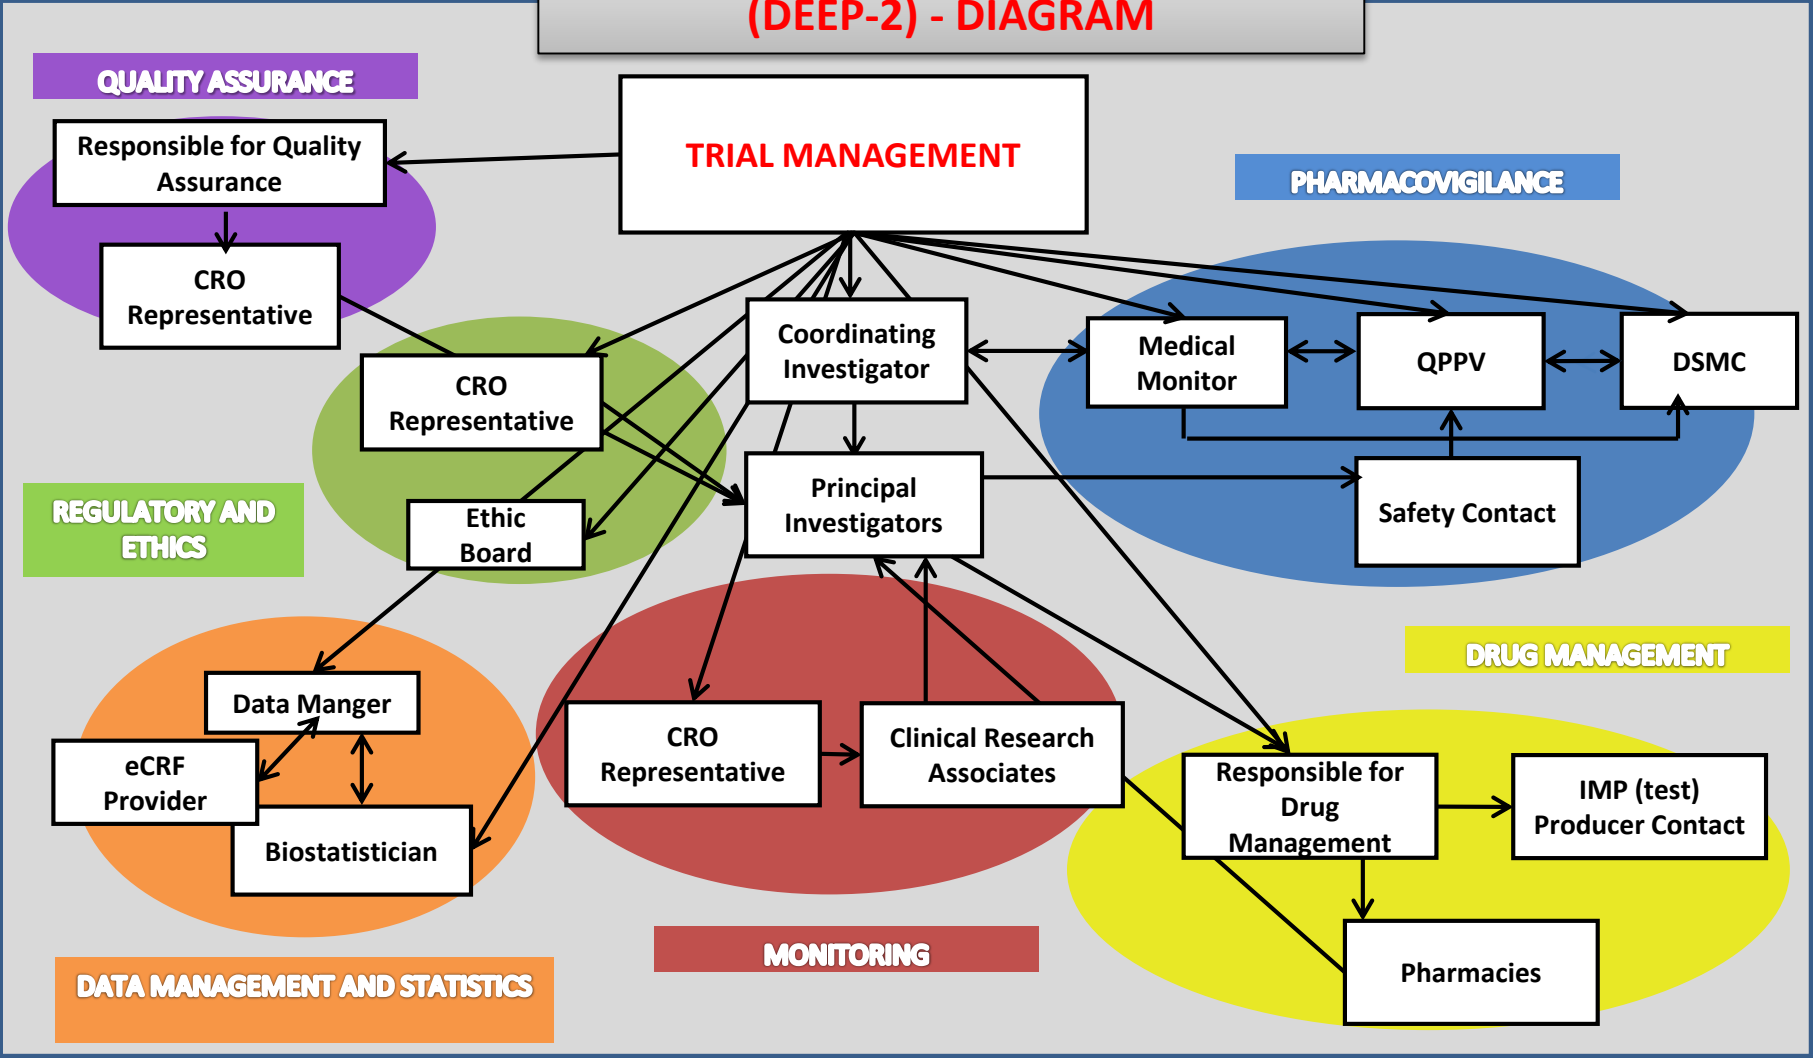 (DEEP-2) - DIAGRAM
QUALITY ASSURANCE
Responsible for Quality
Assurance
CRO
Representative
TRIAL MANAGEMENT
PHARMACOVIGILANCE
Coordinating
Investigator
Medical
Monitor
QPPV
DSMC
CRO
Representative
Principal
Investigators
Safety Contact
REGULATORY AND
ETHICS
Ethic
Board
DRUG MANAGEMENT
Data Manger
eCRF
Provider
Biostatistician
CRO
Representative
Clinical Research
Associates
Responsible for
Drug
Management
IMP (test)
Producer Contact
Pharmacies
MONITORING
DATA MANAGEMENT AND STATISTICS